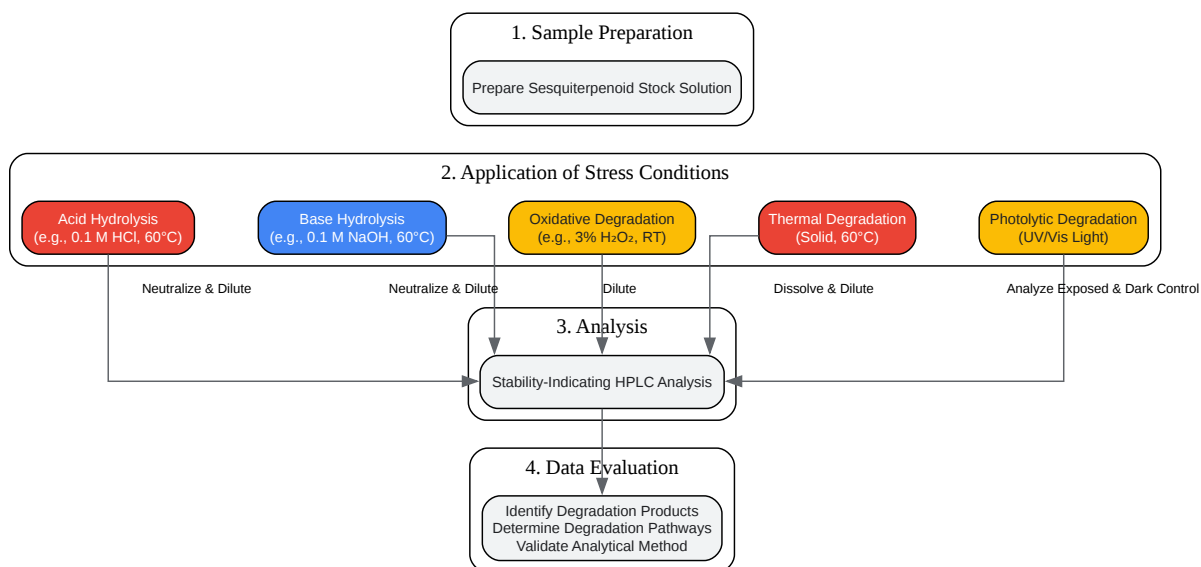 1. Sample Preparation
Prepare Sesquiterpenoid Stock Solution
2. Application of Stress Conditions
Acid Hydrolysis
(e.g., 0.1 M HCl, 60°C)
Base Hydrolysis
(e.g., 0.1 M NaOH, 60°C)
Oxidative Degradation
(e.g., 3% H₂O₂, RT)
Thermal Degradation
(Solid, 60°C)
Photolytic Degradation
(UV/Vis Light)
Neutralize & Dilute
Neutralize & Dilute
Dilute
Dissolve & Dilute
Analyze Exposed & Dark Control
3. Analysis
Stability-Indicating HPLC Analysis
4. Data Evaluation
Identify Degradation Products
Determine Degradation Pathways
Validate Analytical Method